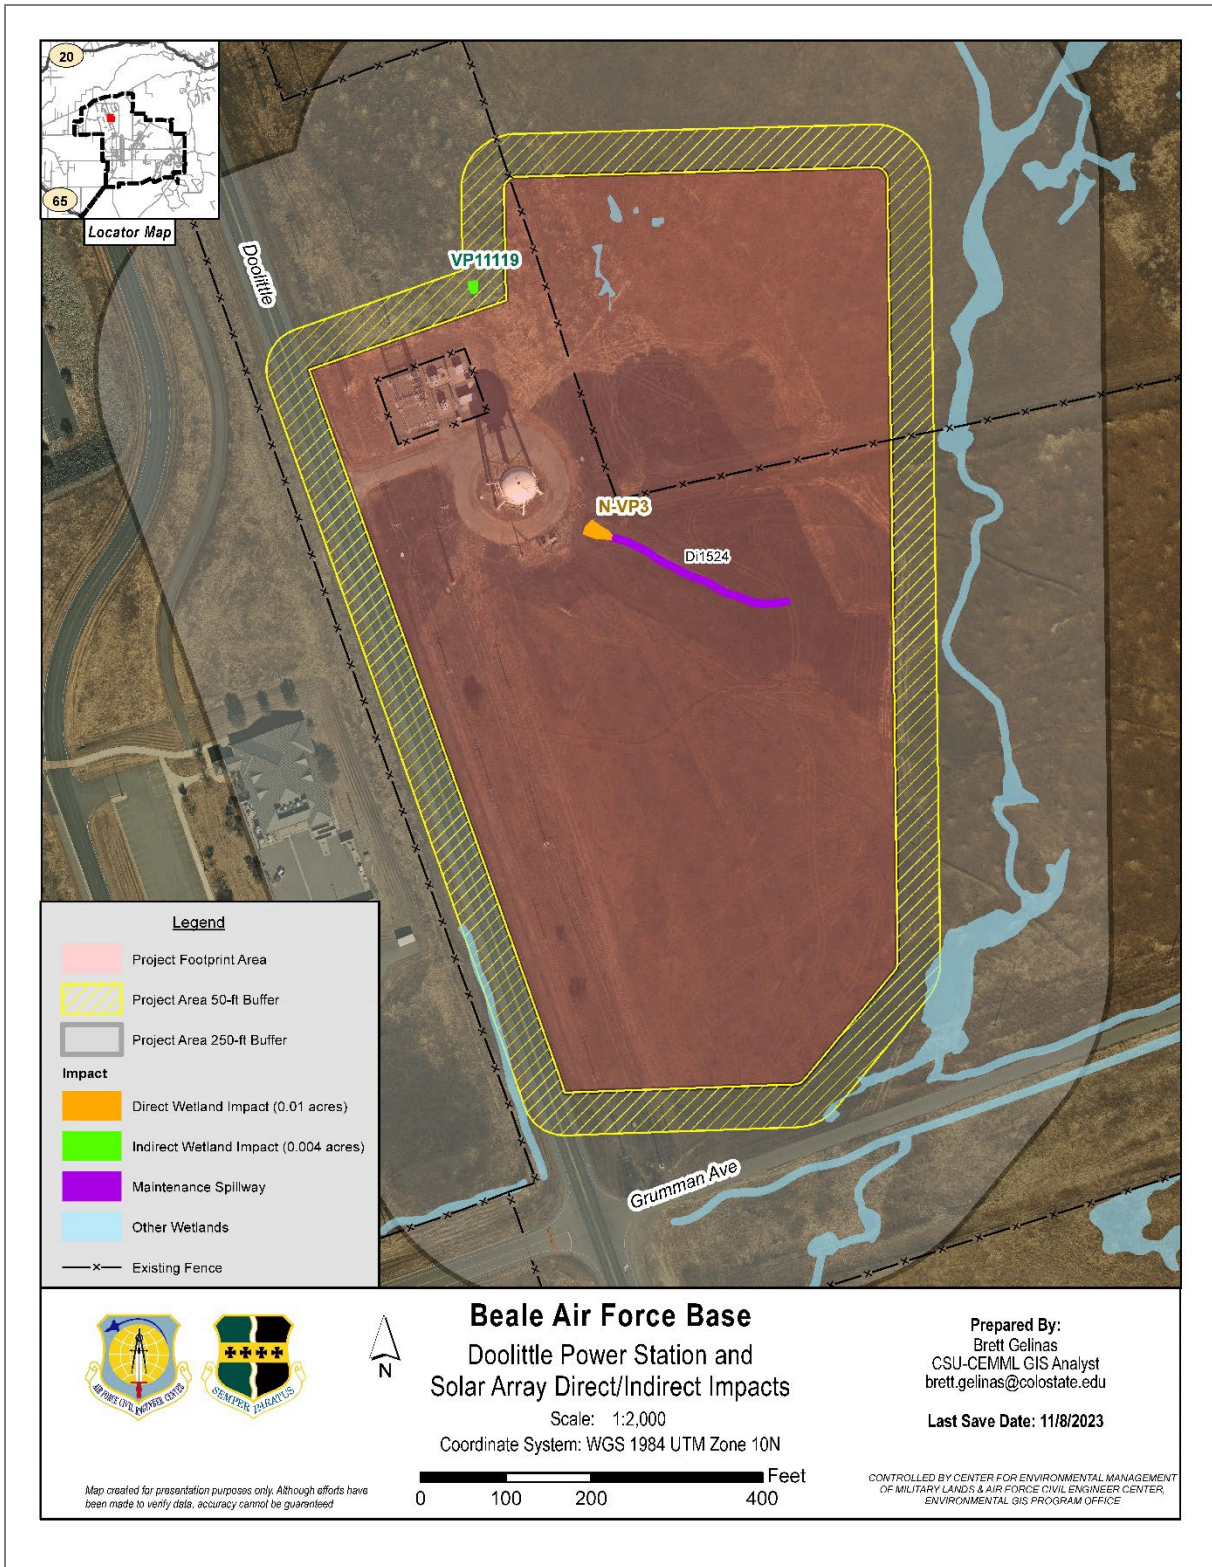 20
65
Locator Map
Doolittle
VP11119
N-VP3
Di1524
Grumman Ave
Legend
Project Footprint Area
Project Area 50-ft Buffer
Project Area 250-ft Buffer
Impact
Direct Wetland Impact (0.01 acres)
Indirect Wetland Impact (0.004 acres)
Maintenance Spillway
Other Wetlands
Existing Fence
AIR FORCE CIVIL ENGINEER CENTER
SEMPER PARATUS
N
Beale Air Force Base
Doolittle Power Station and
Solar Array Direct/Indirect Impacts
Scale: 1:2,000
Coordinate System: WGS 1984 UTM Zone 10N
Feet
0 100 200 400
Prepared By:
Brett Gelinas
CSU-CEMML GIS Analyst
brett.gelinas@colostate.edu
Last Save Date: 11/8/2023
Map created for presentation purposes only. Although efforts have
been made to verify data, accuracy cannot be guaranteed
CONTROLLED BY CENTER FOR ENVIRONMENTAL MANAGEMENT
OF MILITARY LANDS & AIR FORCE CIVIL ENGINEER CENTER,
ENVIRONMENTAL GIS PROGRAM OFFICE